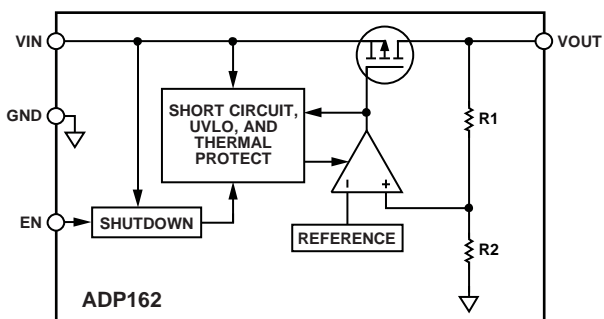 VIN
VOUT
GND
SHORT CIRCUIT,
UVLO, AND
THERMAL
PROTECT
R1
EN
SHUTDOWN
– +
REFERENCE
R2
ADP162